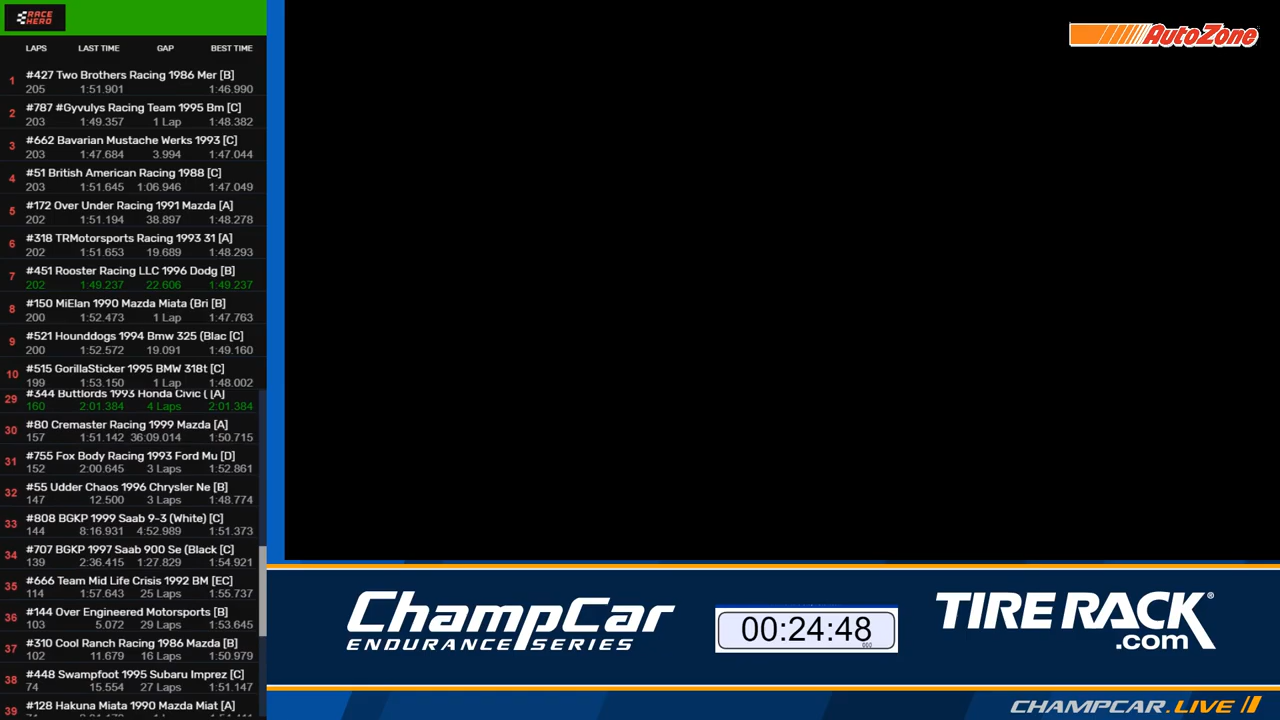 RACE HERO
LAPS LAST TIME GAP BEST TIME
1 #427 Two Brothers Racing 1986 Mer [B]
205 1:51.901 1:46.990
2 #787 #Gyvulys Racing Team 1995 Bm [C]
203 1:49.357 1 Lap 1:48.382
3 #662 Bavarian Mustache Werks 1993 [C]
203 1:47.684 3.994 1:47.044
4 #51 British American Racing 1988 [C]
203 1:51.645 1:06.946 1:47.049
5 #172 Over Under Racing 1991 Mazda [A]
202 1:51.194 38.897 1:48.278
6 #318 TRMotorsports Racing 1993 31 [A]
202 1:51.653 19.689 1:48.293
7 #451 Rooster Racing LLC 1996 Dodg [B]
202 1:49.237 22.606 1:49.237
8 #150 MiElan 1990 Mazda Miata (Bri [B]
200 1:52.473 1 Lap 1:47.763
9 #521 Hounddogs 1994 Bmw 325 (Blac [C]
200 1:52.572 19.091 1:49.160
10 #515 GorillaSticker 1995 BMW 318t [C]
199 1:53.150 1 Lap 1:48.002
29 #344 Buttlords 1993 Honda Civic ( [A]
160 2:01.384 4 Laps 2:01.384
30 #80 Cremaster Racing 1999 Mazda [A]
157 1:51.142 36:09.014 1:50.715
31 #755 Fox Body Racing 1993 Ford Mu [D]
152 2:00.645 3 Laps 1:52.861
32 #55 Udder Chaos 1996 Chrysler Ne [B]
147 12.500 3 Laps 1:48.774
33 #808 BGKP 1999 Saab 9-3 (White) [C]
144 8:16.931 4:52.989 1:51.373
34 #707 BGKP 1997 Saab 900 Se (Black [C]
139 2:36.415 1:27.829 1:54.921
35 #666 Team Mid Life Crisis 1992 BM [EC]
114 1:57.643 25 Laps 1:55.737
36 #144 Over Engineered Motorsports [B]
103 5.072 29 Laps 1:53.645
37 #310 Cool Ranch Racing 1986 Mazda [B]
102 11.679 16 Laps 1:50.979
38 #448 Swampfoot 1995 Subaru Imprez [C]
74 15.554 27 Laps 1:51.147
39 #128 Hakuna Miata 1990 Mazda Miat [A]
AutoZone
ChampCar
ENDURANCE SERIES
00:24:48
TIRE RACK®
.com
CHAMPCAR.LIVE